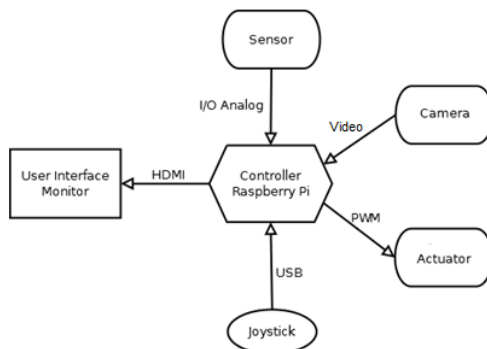 Sensor
I/O Analog
Video
Camera
User Interface
Monitor
HDMI
Controller
Raspberry Pi
PWM
Actuator
USB
Joystick